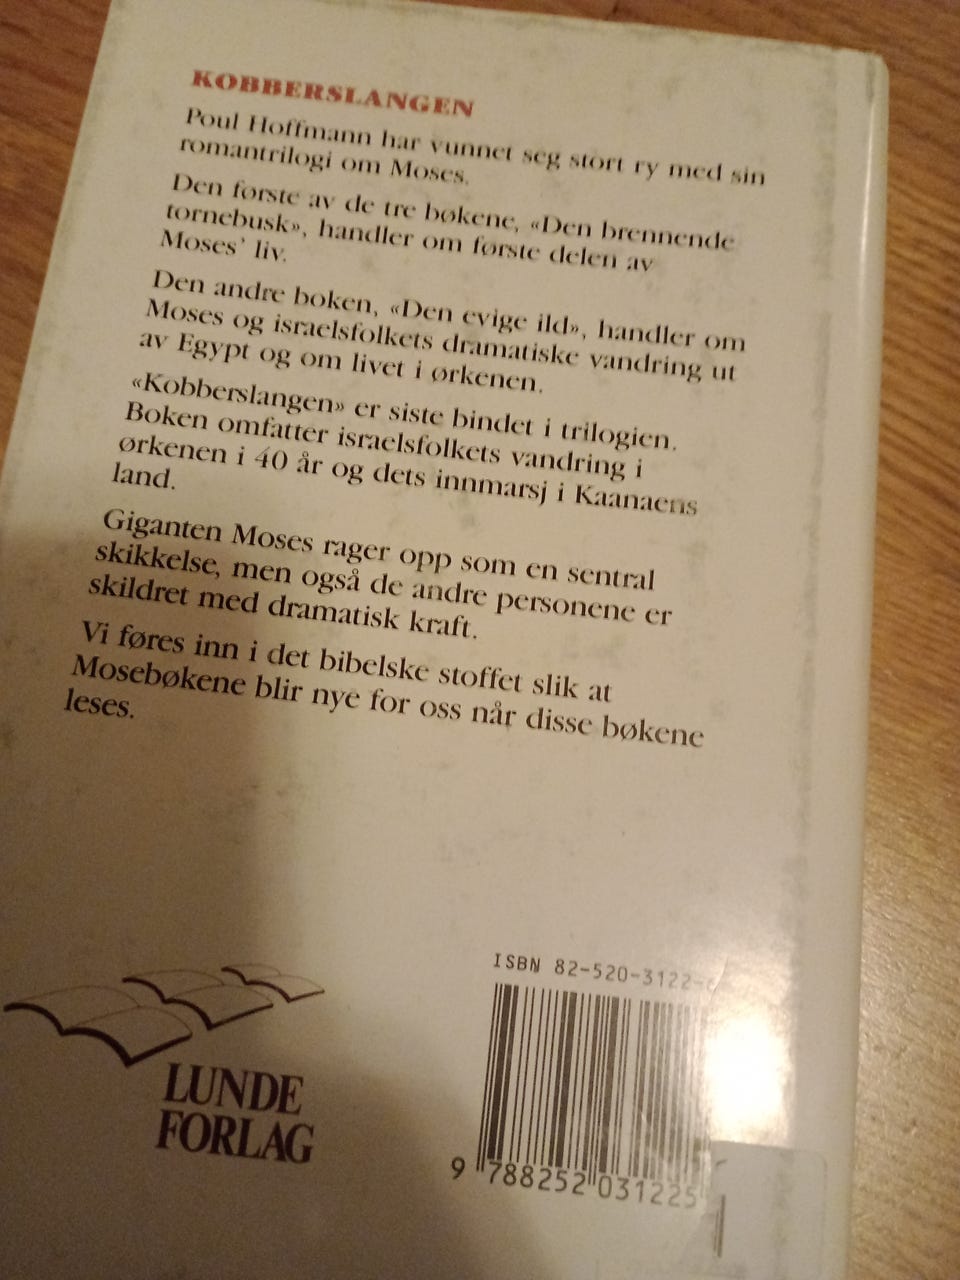 KOBBERSLANGEN
Poul Hoffmann har vunnet seg stort ry med sin
romantrilogi om Moses.
Den første av de tre bøkene, «Den brennende
tornebusk», handler om første delen av
Moses' liv.
Den andre boken, «Den evige ild», handler om
Moses og israelsfolkets dramatiske vandring ut
av Egypt og om livet i ørkenen.
«Kobberslangen» er siste bindet i trilogien.
Boken omfatter israelsfolkets vandring i
ørkenen i 40 år og dets innmarsj i Kaanaens
land.
Giganten Moses rager opp som en sentral
skikkelse, men også de andre personene er
skildret med dramatisk kraft.
Vi føres inn i det bibelske stoffet slik at
Mosebøkene blir nye for oss når disse bøkene
leses.
ISBN 82-520-3122-
9 788252 031225
LUNDE
FORLAG